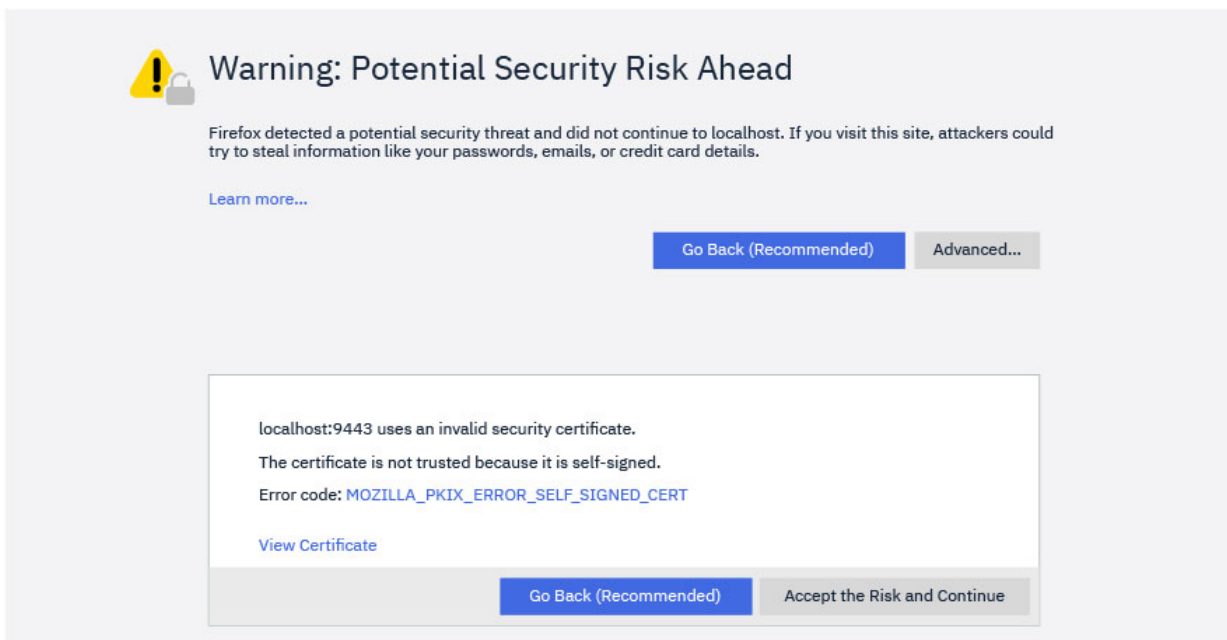 Warning: Potential Security Risk Ahead
Firefox detected a potential security threat and did not continue to localhost. If you visit this site, attackers could
try to steal information like your passwords, emails, or credit card details.
Learn more...
Go Back (Recommended)
Advanced...
localhost:9443 uses an invalid security certificate.
The certificate is not trusted because it is self-signed.
Error code: MOZILLA_PKIX_ERROR_SELF_SIGNED_CERT
View Certificate
Go Back (Recommended)
Accept the Risk and Continue